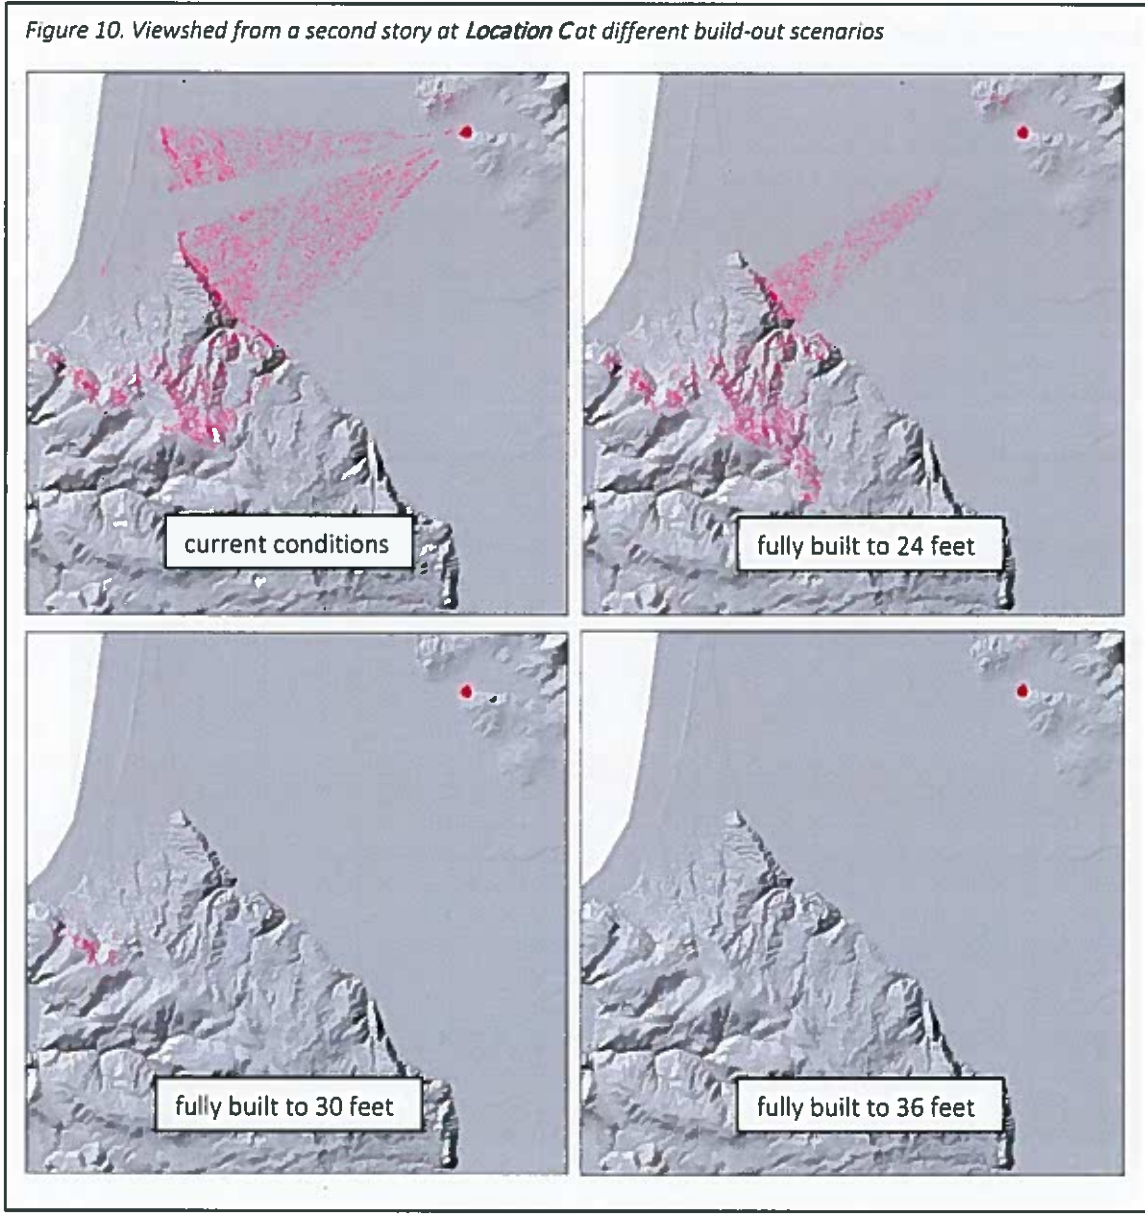 Figure 10. Viewshed from a second story at Location C at different build-out scenarios
current conditions
fully built to 24 feet
fully built to 30 feet
fully built to 36 feet